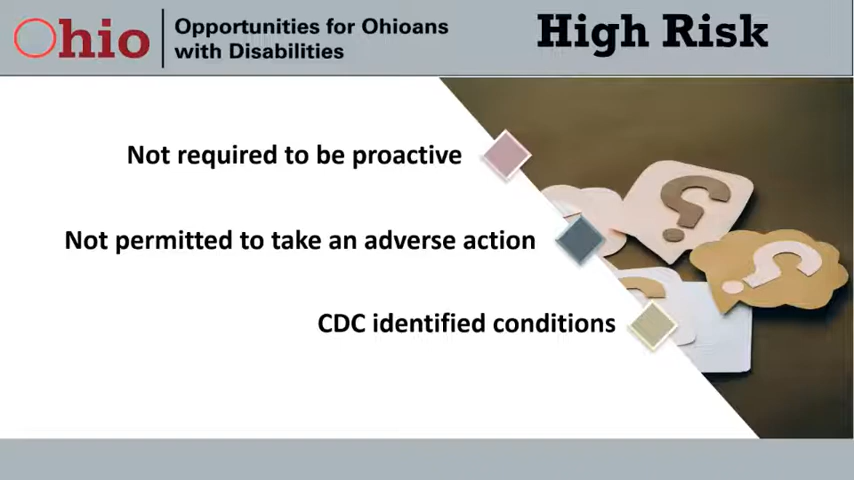 Ohio
Opportunities for Ohioans
with Disabilities
High Risk
Not required to be proactive
Not permitted to take an adverse action
CDC identified conditions